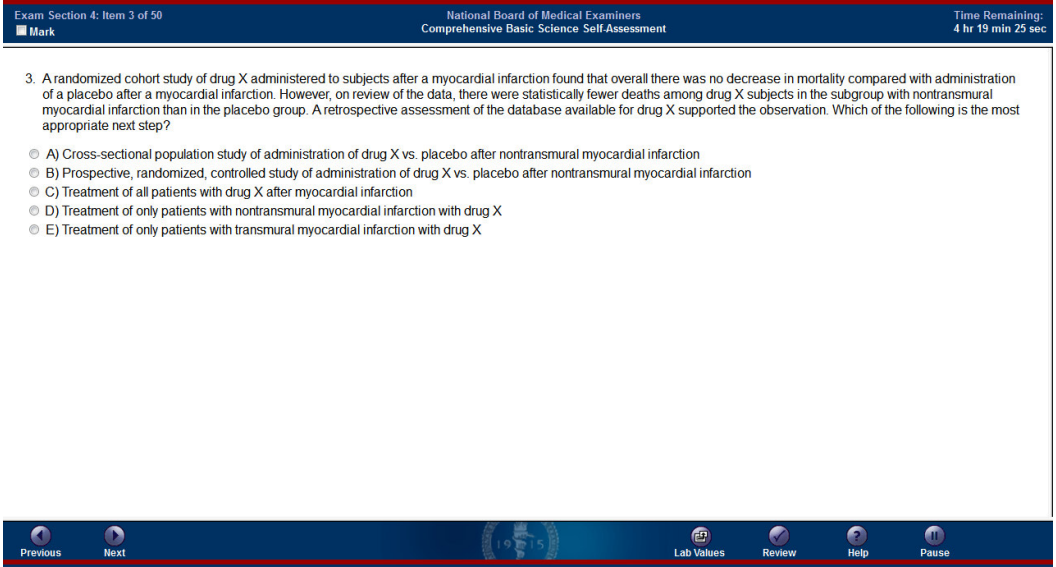 Exam Section 4: Item 3 of 50
National Board of Medical Examiners
Time Remaining:
Mark
Comprehensive Basic Science Self-Assessment
4 hr 19 min 25 sec
3. A randomized cohort study of drug X administered to subjects after a myocardial infarction found that overall there was no decrease in mortality compared with administration
of a placebo after a myocardial infarction. However, on review of the data, there were statistically fewer deaths among drug X subjects in the subgroup with nontransmural
myocardial infarction than in the placebo group. A retrospective assessment of the database available for drug X supported the observation. Which of the following is the most
appropriate next step?
A) Cross-sectional population study of administration of drug X vs. placebo after nontransmural myocardial infarction
B) Prospective, randomized, controlled study of administration of drug X vs. placebo after nontransmural myocardial infarction
C) Treatment of all patients with drug X after myocardial infarction
D) Treatment of only patients with nontransmural myocardial infarction with drug X
E) Treatment of only patients with transmural myocardial infarction with drug X
1915
Previous
Next
Lab Values
Review
Help
Pause